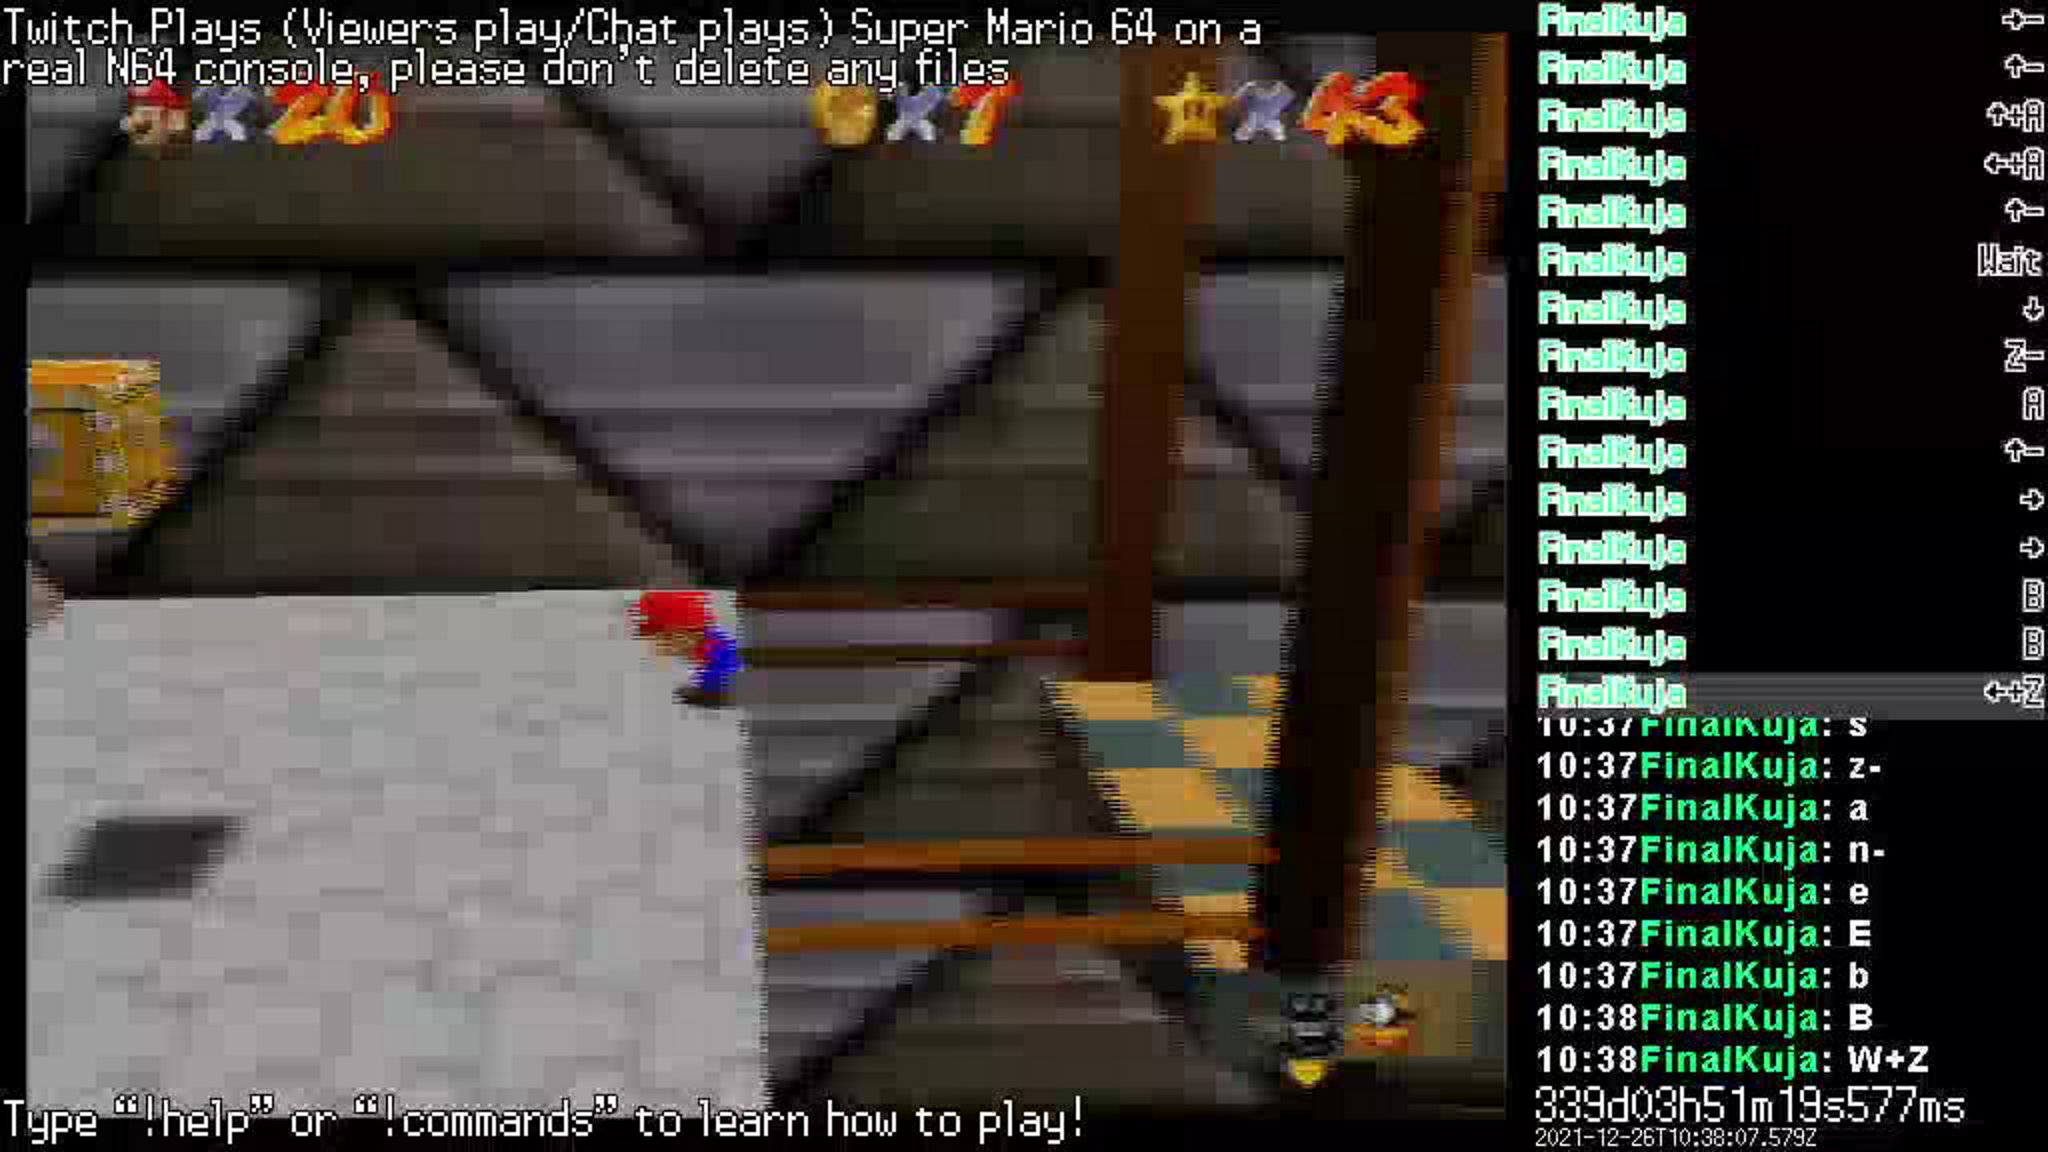 Twitch Plays (Viewers play/Chat plays) Super Mario 64 on a
real N64 console, please don't delete any files
x 20
x 7
x 43
FinalKuja →-
FinalKuja ↑-
FinalKuja ↑+A
FinalKuja ←+A
FinalKuja ↑-
FinalKuja Wait
FinalKuja ↓
FinalKuja Z-
FinalKuja A
FinalKuja ↑-
FinalKuja →
FinalKuja →
FinalKuja B
FinalKuja B
FinalKuja ←+Z
10:37FinalKuja: s
10:37FinalKuja: z-
10:37FinalKuja: a
10:37FinalKuja: n-
10:37FinalKuja: e
10:37FinalKuja: E
10:37FinalKuja: b
10:38FinalKuja: B
10:38FinalKuja: W+Z
339d03h51m19s577ms
2021-12-26T10:38:07.579Z
Type “!help” or “!commands” to learn how to play!